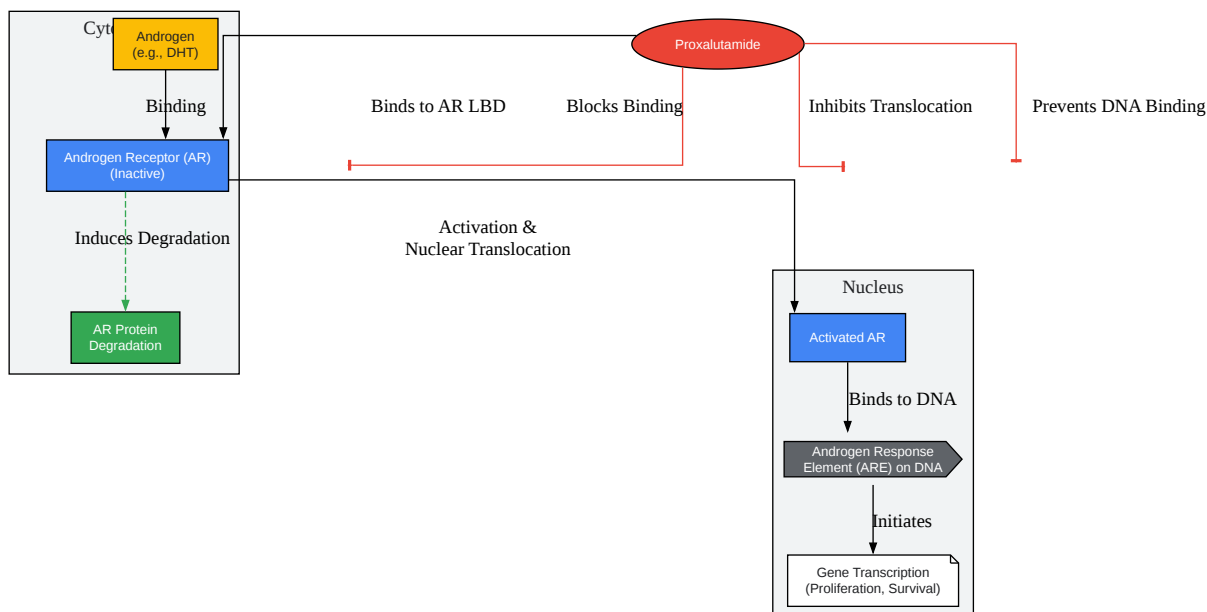 Androgen
(e.g., DHT)
Proxalutamide
Binding
Binds to AR LBD
Blocks Binding
Inhibits Translocation
Prevents DNA Binding
Androgen Receptor (AR)
(Inactive)
Induces Degradation
Activation &
Nuclear Translocation
AR Protein
Degradation
Nucleus
Activated AR
Binds to DNA
Androgen Response
Element (ARE) on DNA
Initiates
Gene Transcription
(Proliferation, Survival)